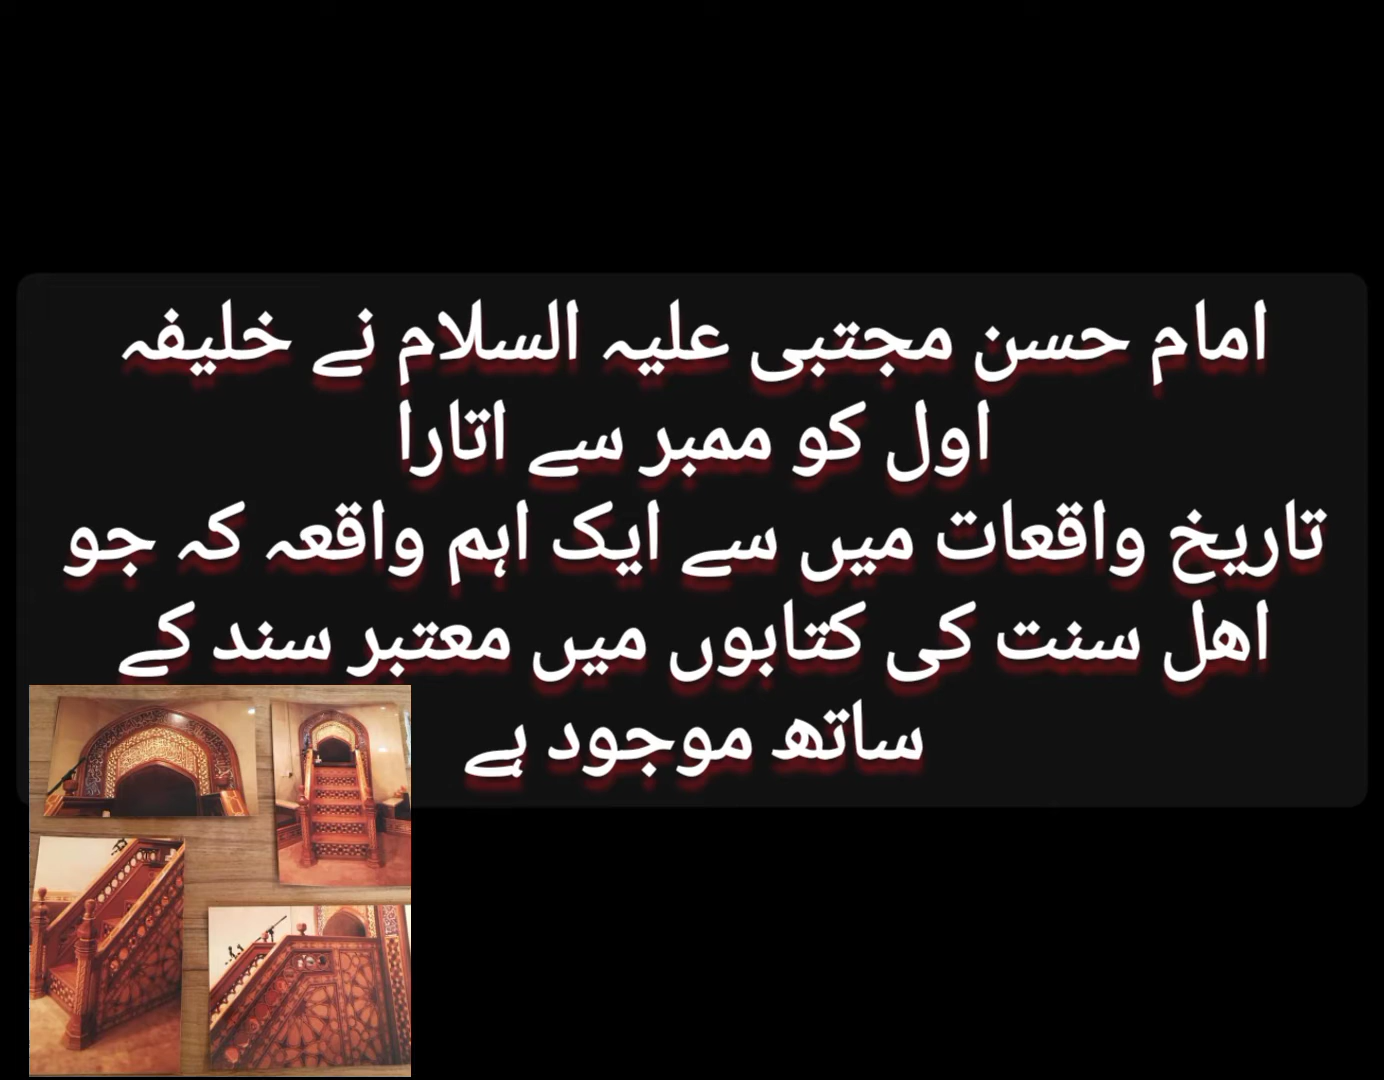 امام حسن مجتبی علیہ السلام نے خلیفہ
اول کو ممبر سے اتارا
تاریخ واقعات میں سے ایک اہم واقعہ کہ جو
اھل سنت کی کتابوں میں معتبر سند کے
ساتھ موجود ہے